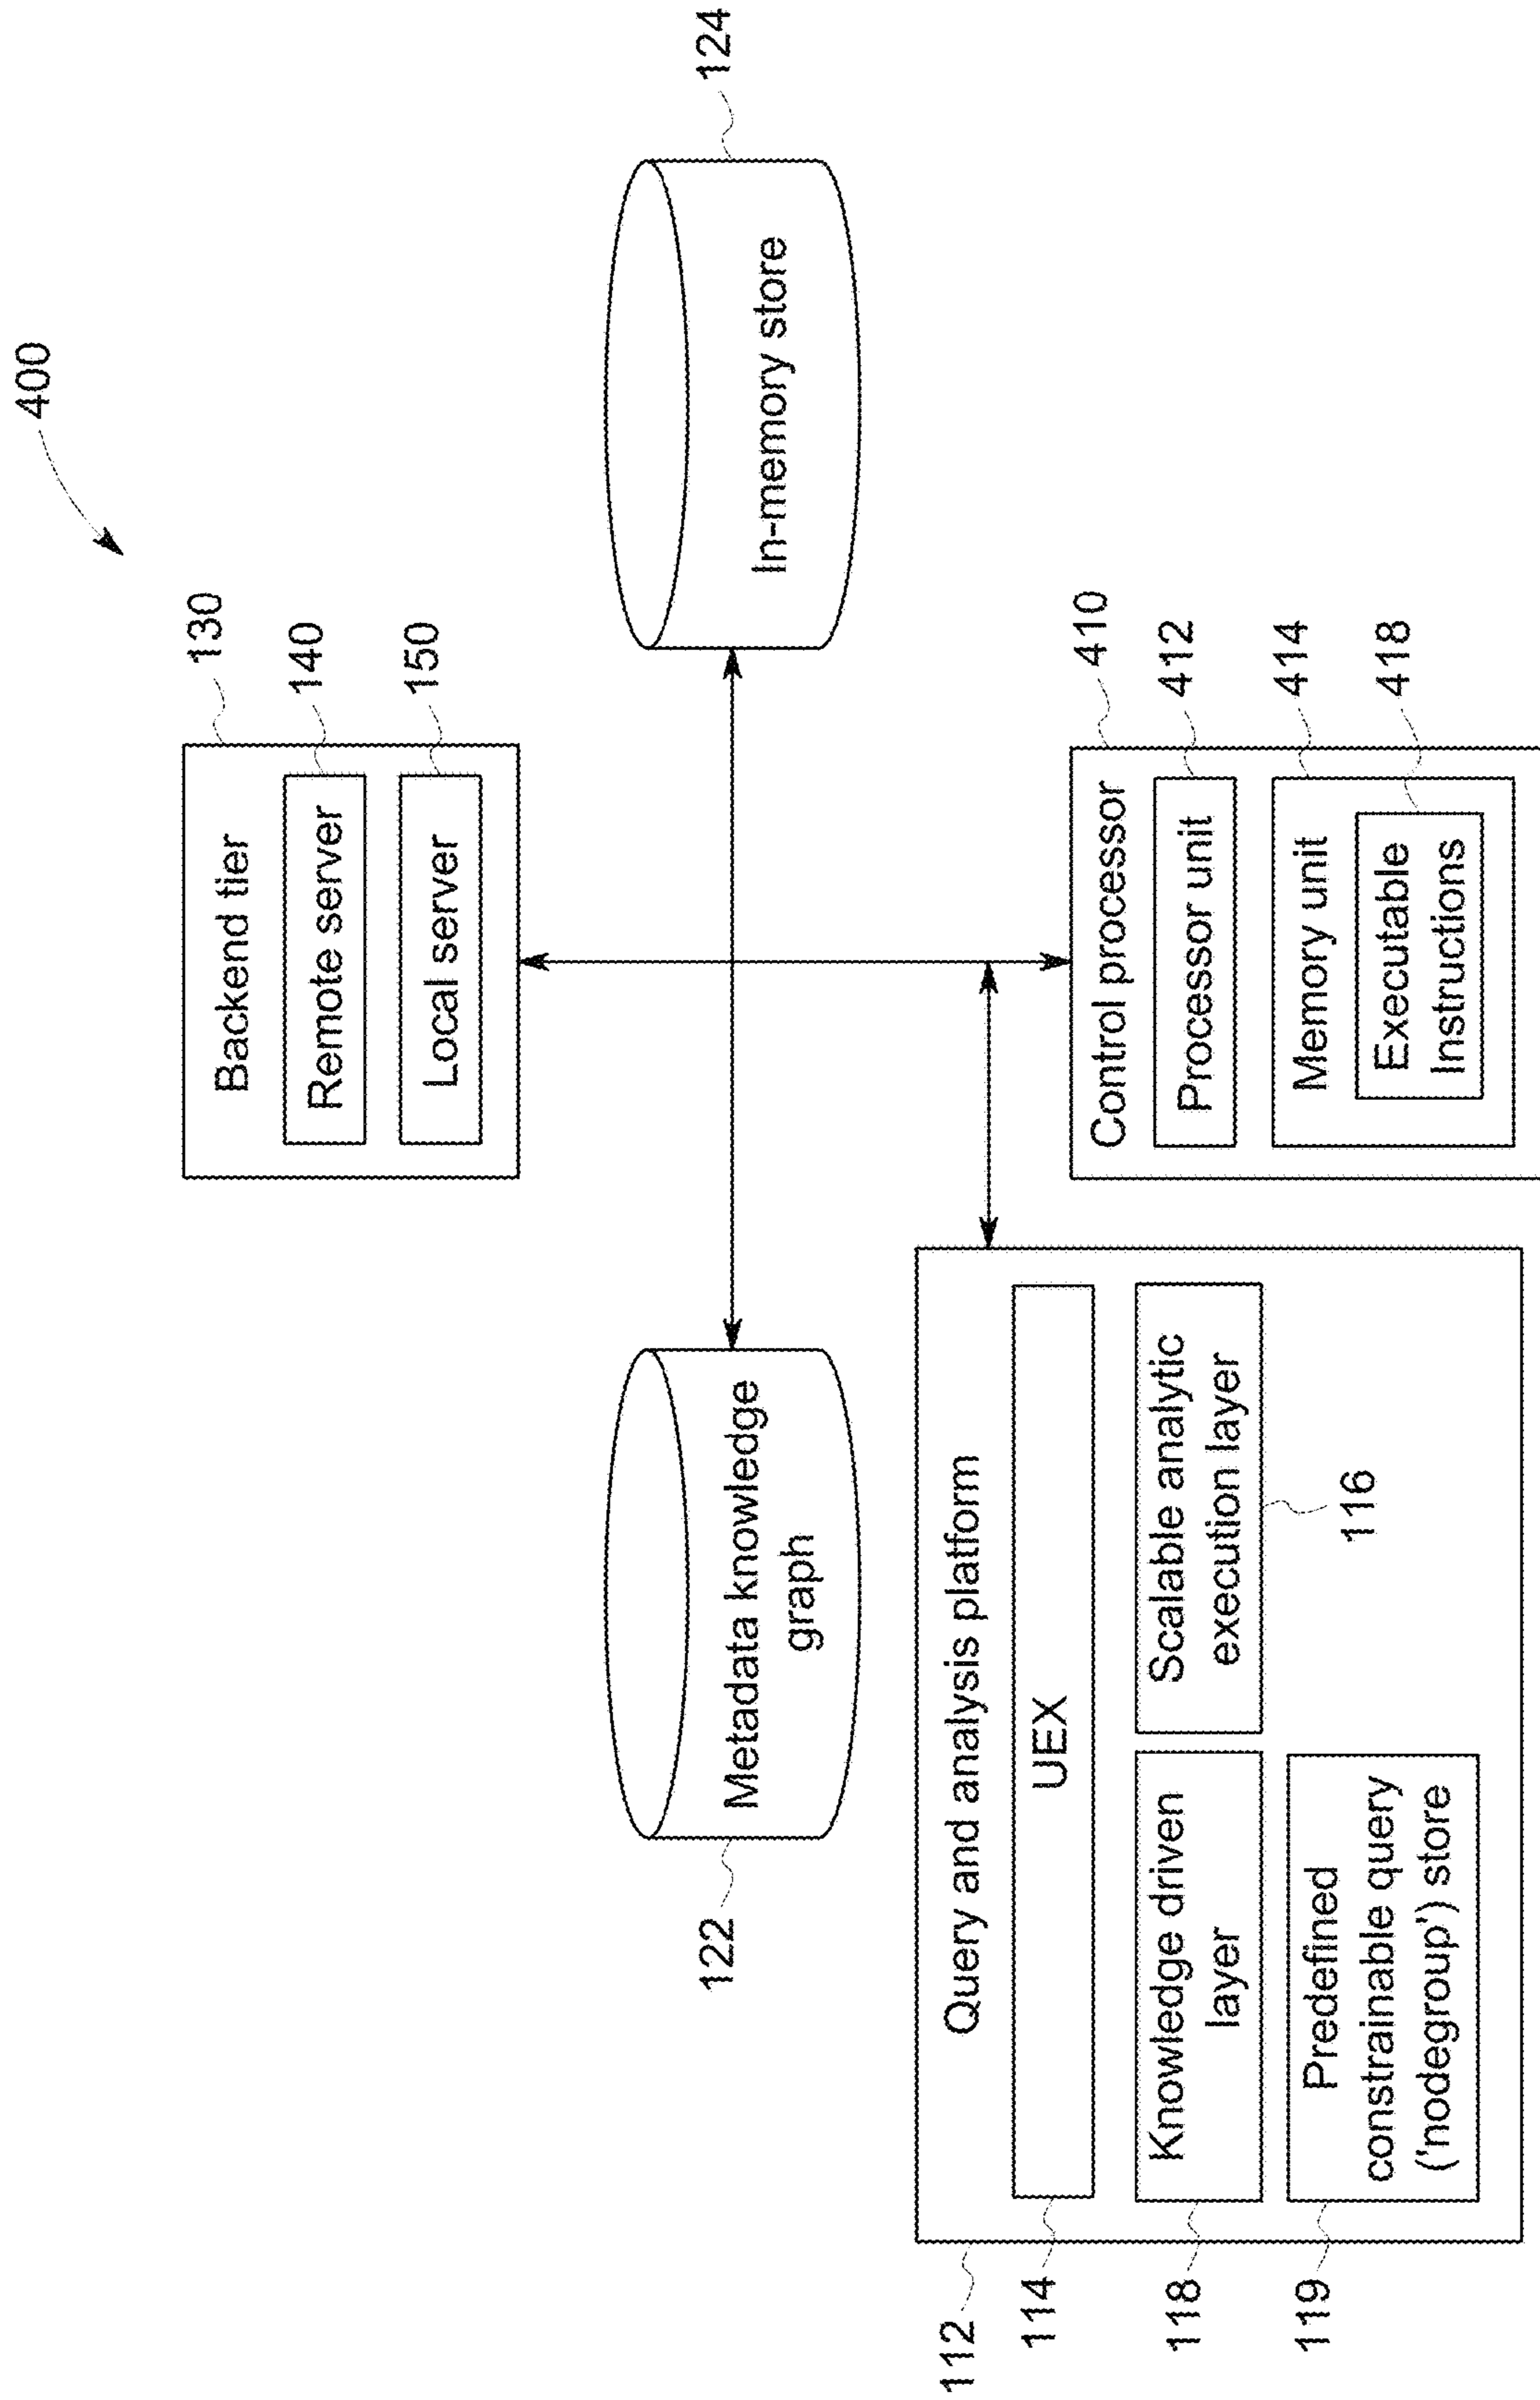 400
Backend tier
130
Remote server
140
Local server
150
Metadata knowledge
graph
122
In-memory store
124
Query and analysis platform
112
UEX
114
Knowledge driven
layer
118
Scalable analytic
execution layer
116
Predefined
constrainable query
('nodegroup') store
119
Control processor
410
Processor unit
412
Memory unit
414
Executable
Instructions
418